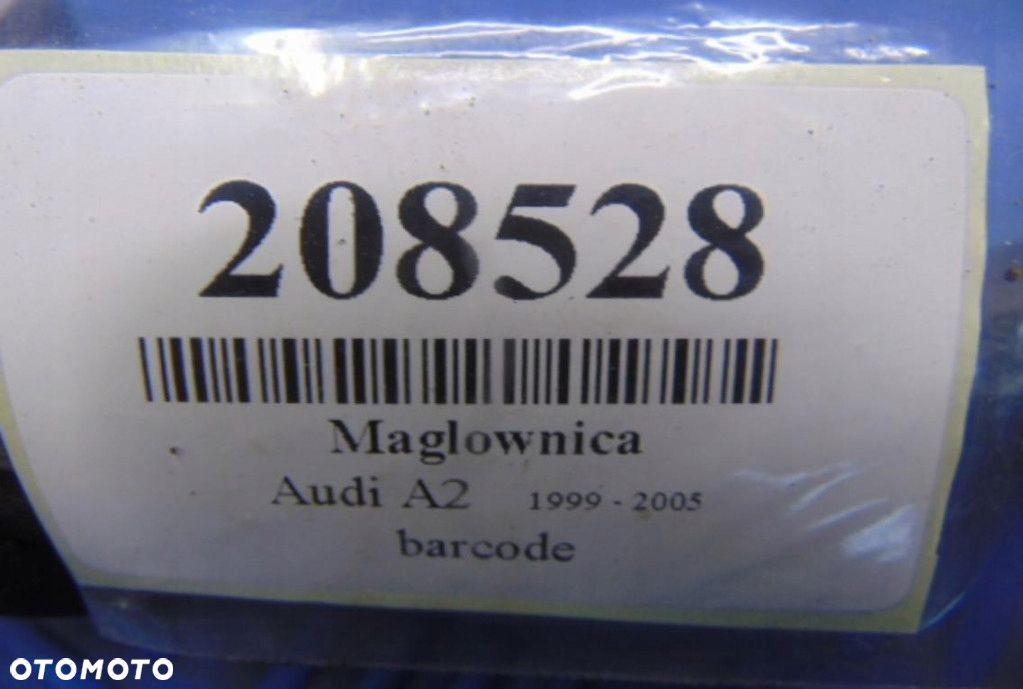 208528
Maglownica
Audi A2 1999 - 2005
barcode
OTOMOTO